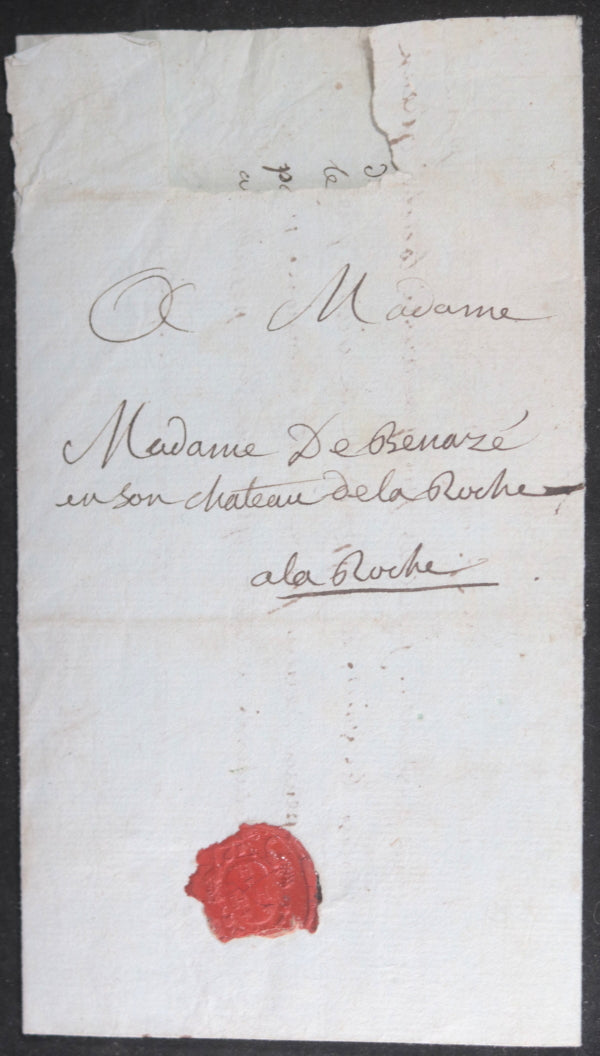 A Madame
Madame De Benazé
en son chateau de la Roche
a la Roche